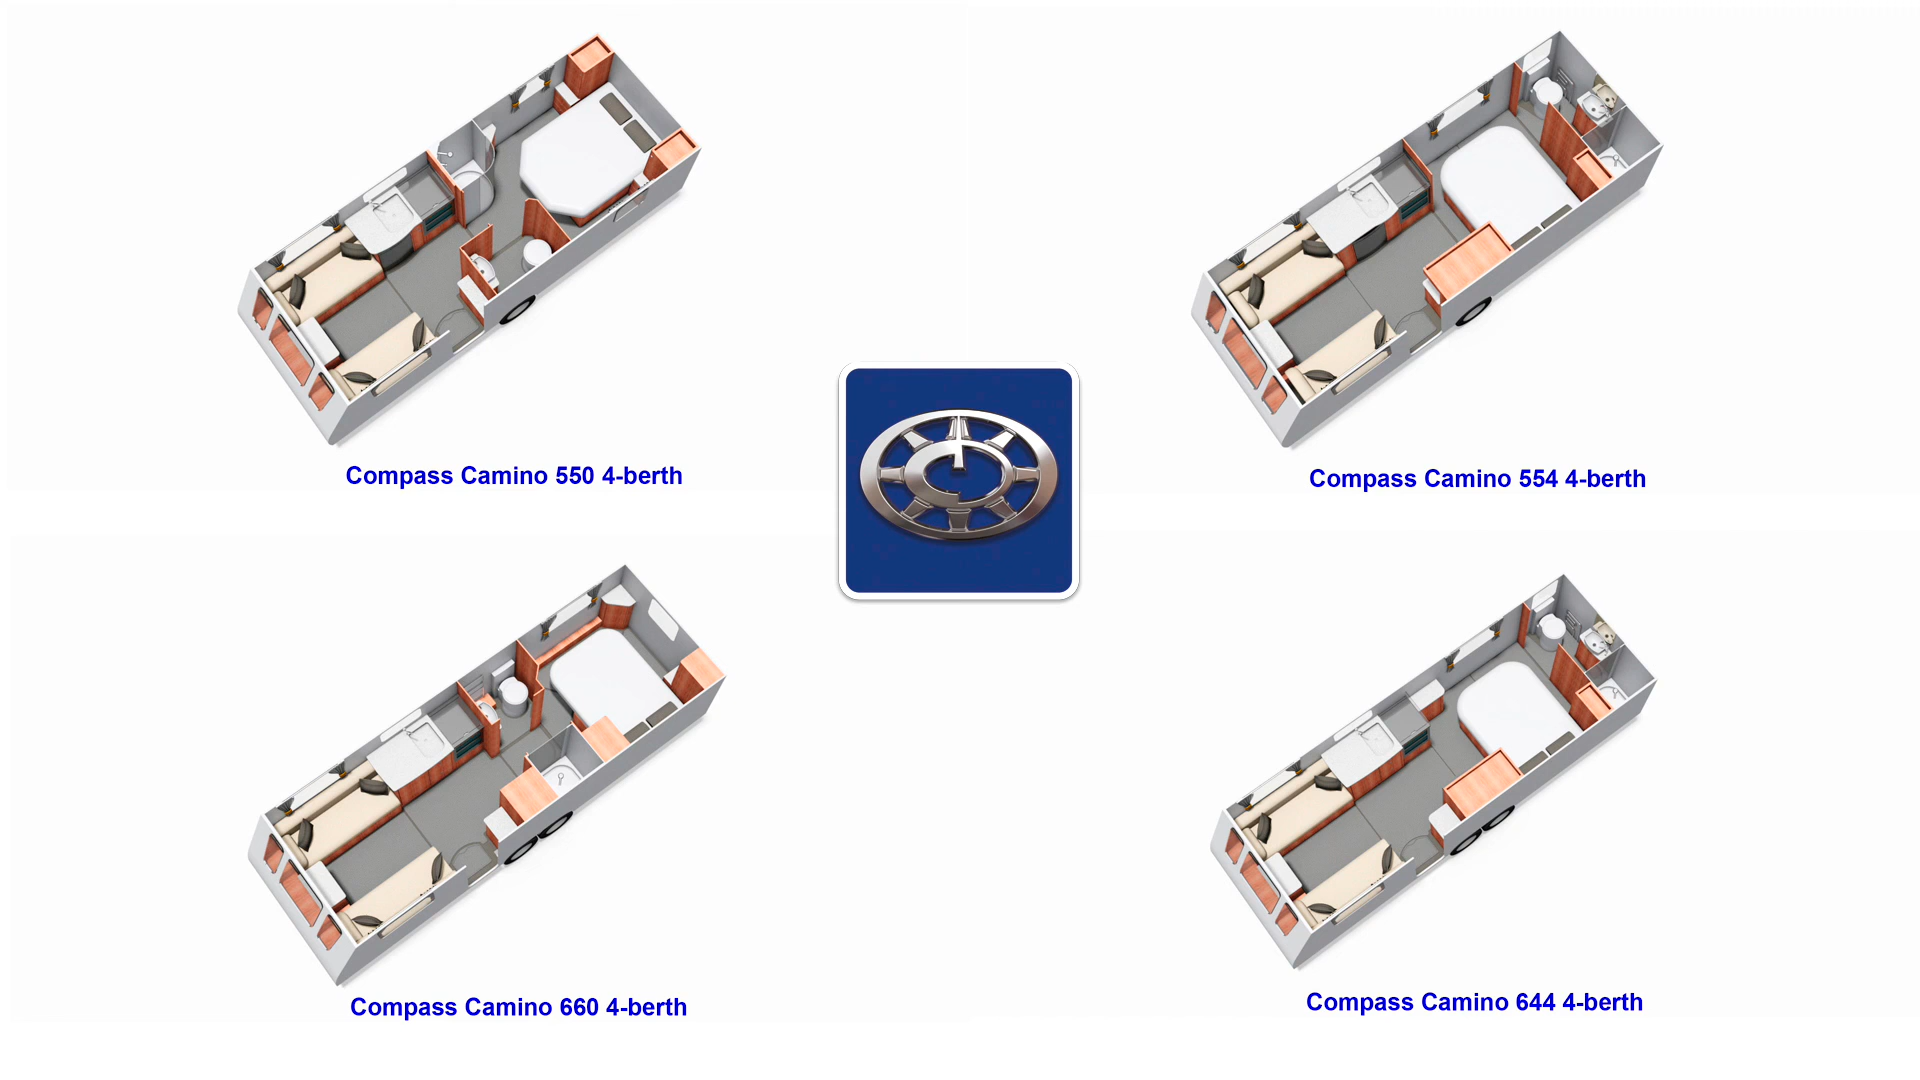 Compass Camino 550 4-berth
Compass Camino 554 4-berth
Compass Camino 660 4-berth
Compass Camino 644 4-berth